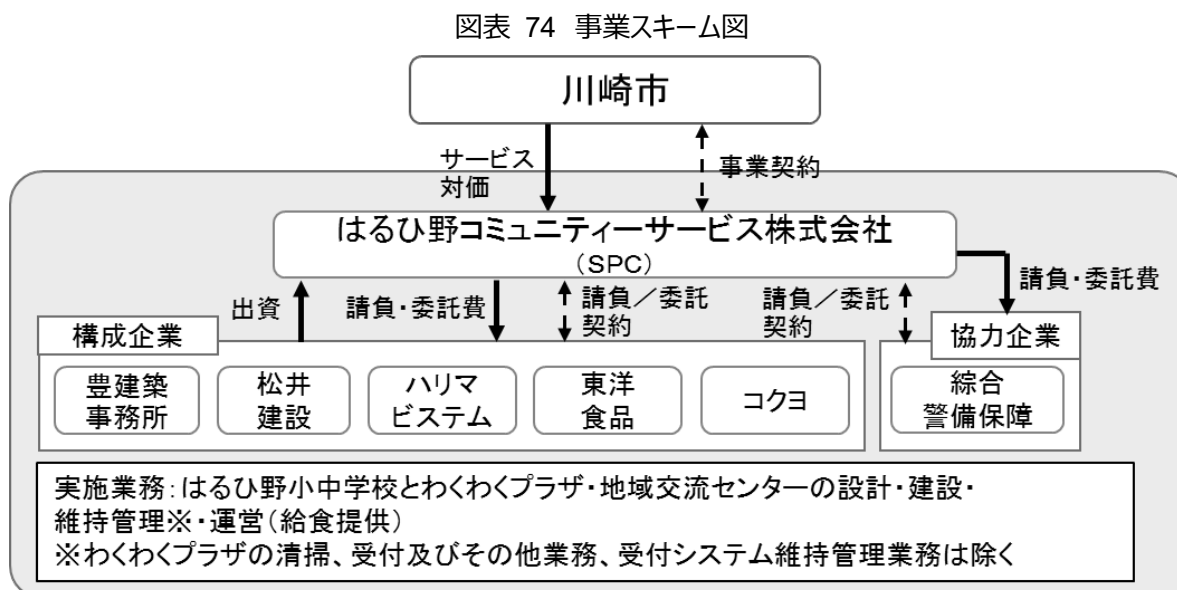 図表 74 事業スキーム図
川崎市
サービス
対価
事業契約
はるひ野コミュニティーサービス株式会社
(SPC)
出資
請負・委託費
請負／委託
契約
請負／委託
契約
請負・委託費
構成企業
協力企業
豊建築
事務所
松井
建設
ハリマ
ビステム
東洋
食品
コクヨ
綜合
警備保障
実施業務：はるひ野小中学校とわくわくプラザ・地域交流センターの設計・建設・
維持管理※・運営（給食提供）
※わくわくプラザの清掃、受付及びその他業務、受付システム維持管理業務は除く